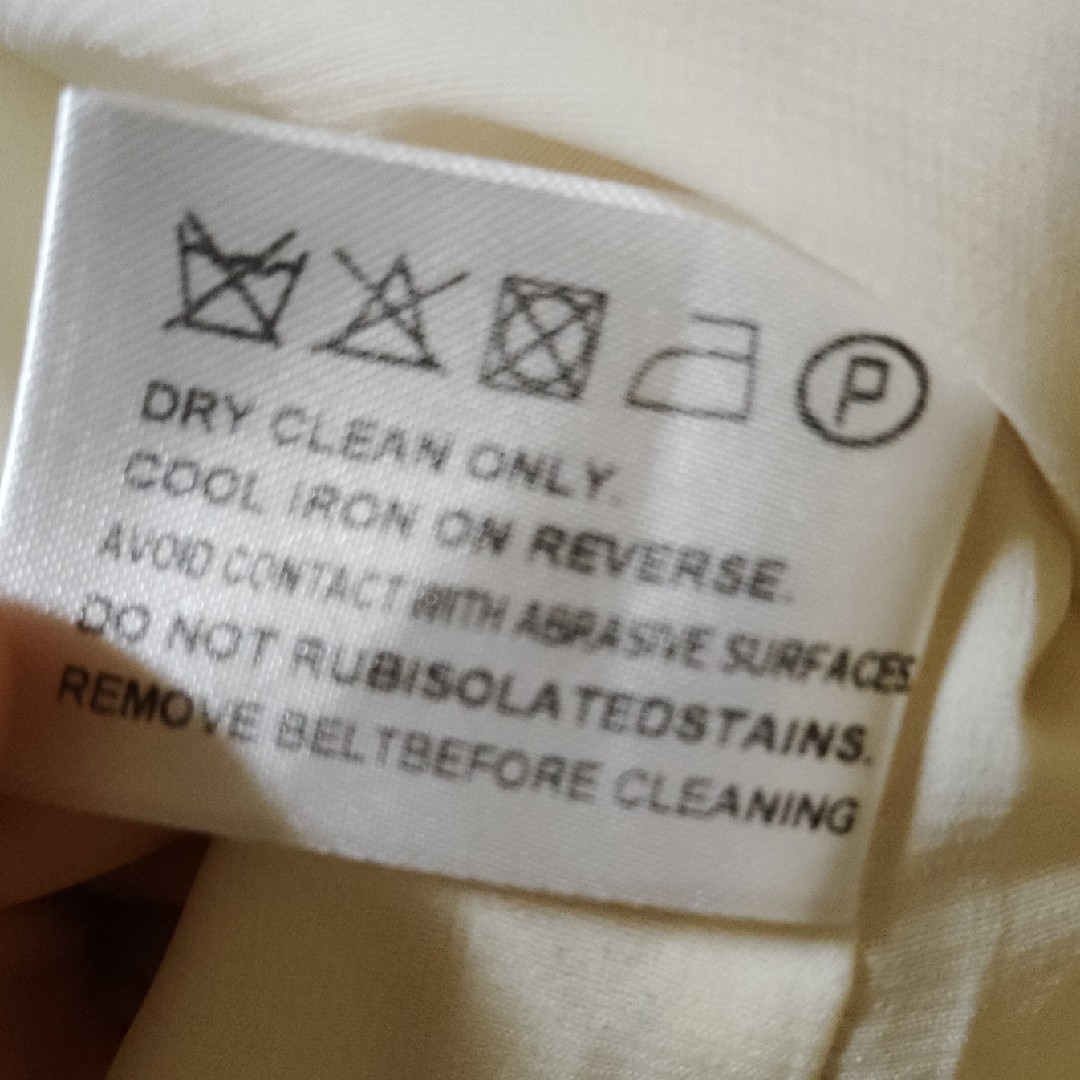 P
DRY CLEAN ONLY.
COOL IRON ON REVERSE.
AVOID CONTACT WITH ABRASIVE SURFACES.
DO NOT RUBISOLATEDSTAINS.
REMOVE BELTBEFORE CLEANING